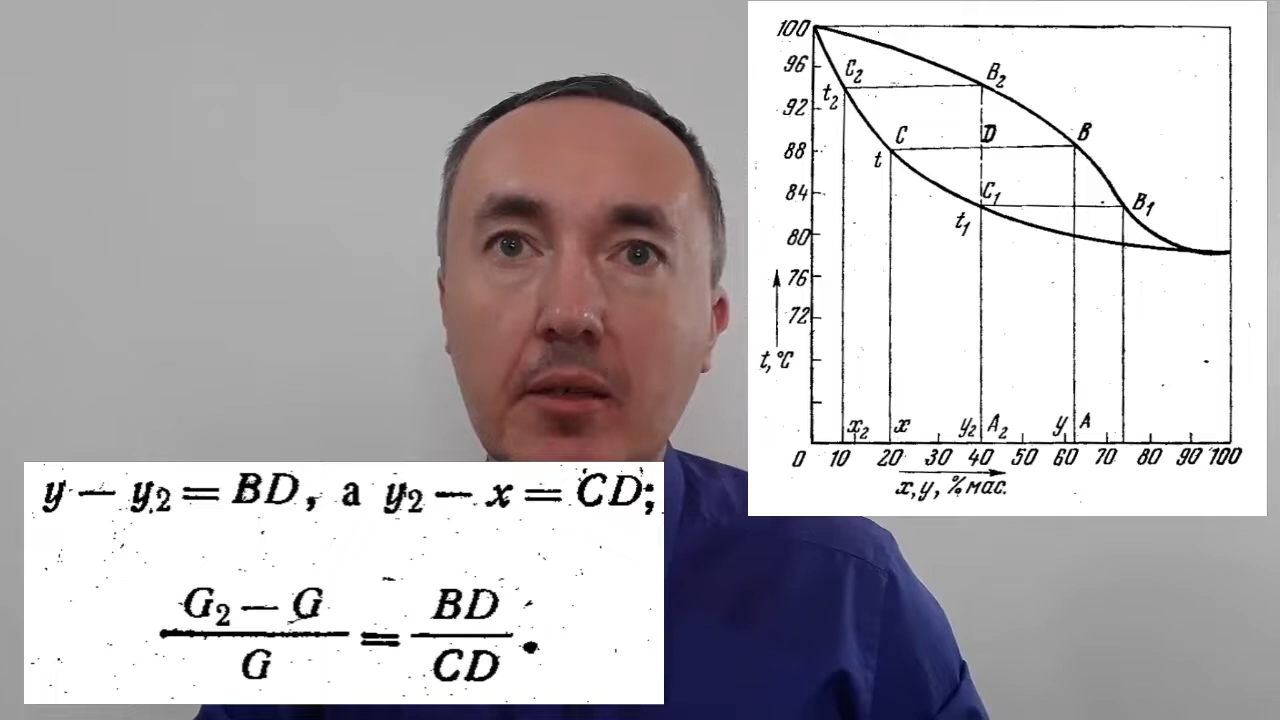 y − y₂ = BD, а y₂ − x = CD;
G₂ − G BD
—— = —— .
G CD
100
96
C₂ B₂
t₂
92
C D B
88
t
84
C₁ B₁
t₁
80
76
72
t, °C
x₂ x y₂ A₂ y A
0 10 20 30 40 50 60 70 80 90 100
x, y, % мас.